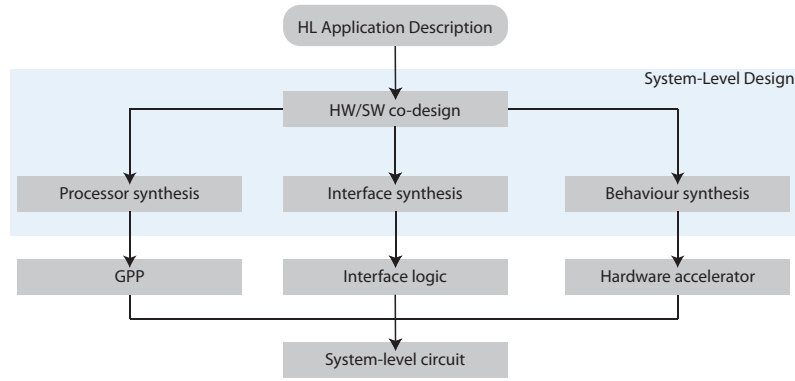 HL Application Description
System-Level Design
HW/SW co-design
Processor synthesis
Interface synthesis
Behaviour synthesis
GPP
Interface logic
Hardware accelerator
System-level circuit